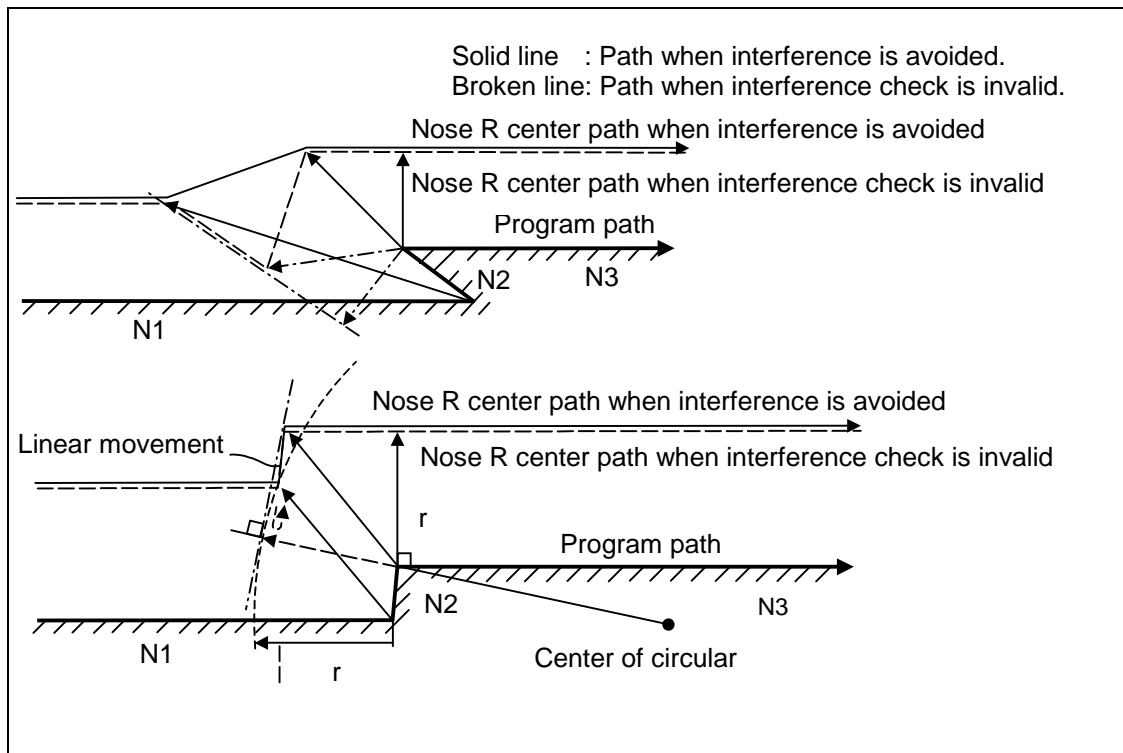 Solid line : Path when interference is avoided.
Broken line: Path when interference check is invalid.
Nose R center path when interference is avoided
Nose R center path when interference check is invalid
Program path
N2
N3
N1
Nose R center path when interference is avoided
Linear movement
Nose R center path when interference check is invalid
r
Program path
N2
N3
N1
Center of circular
r